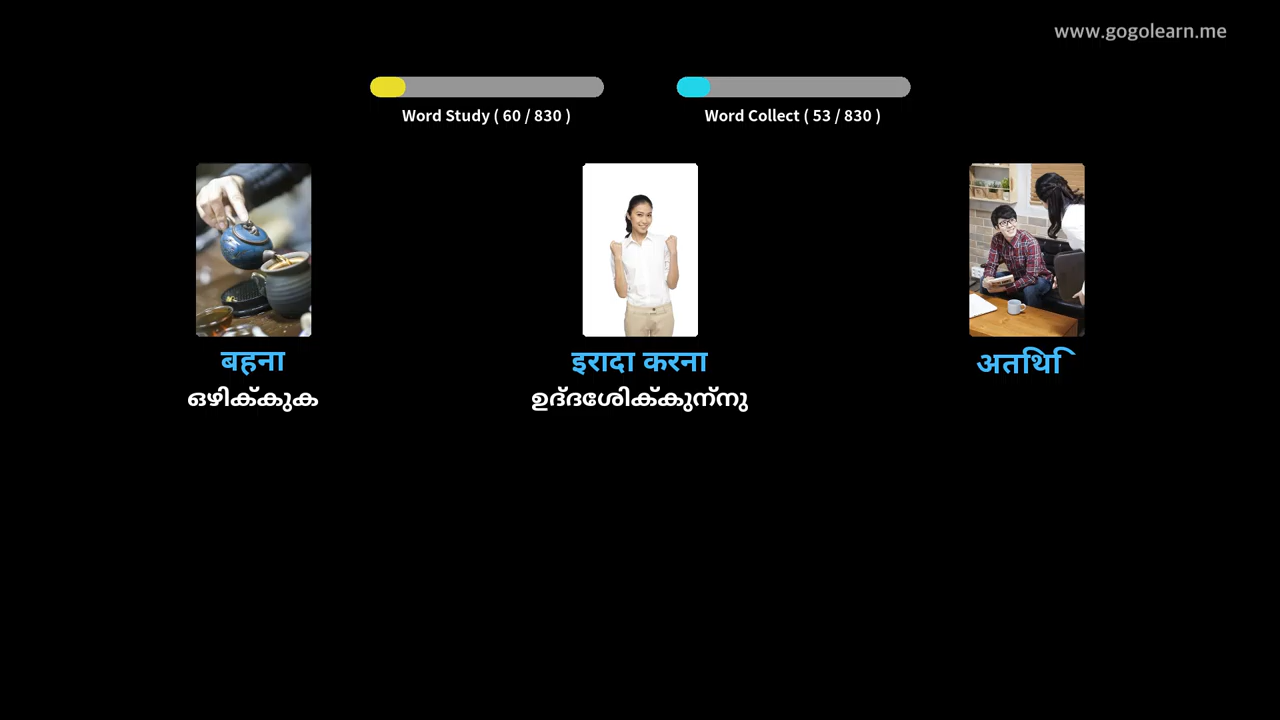 www.gogolearn.me
Word Study ( 60 / 830 )
Word Collect ( 53 / 830 )
बहना
इरादा करना
अतिथि
ഒഴിക്കുക
ഉദ്ദേശിക്കുന്നു